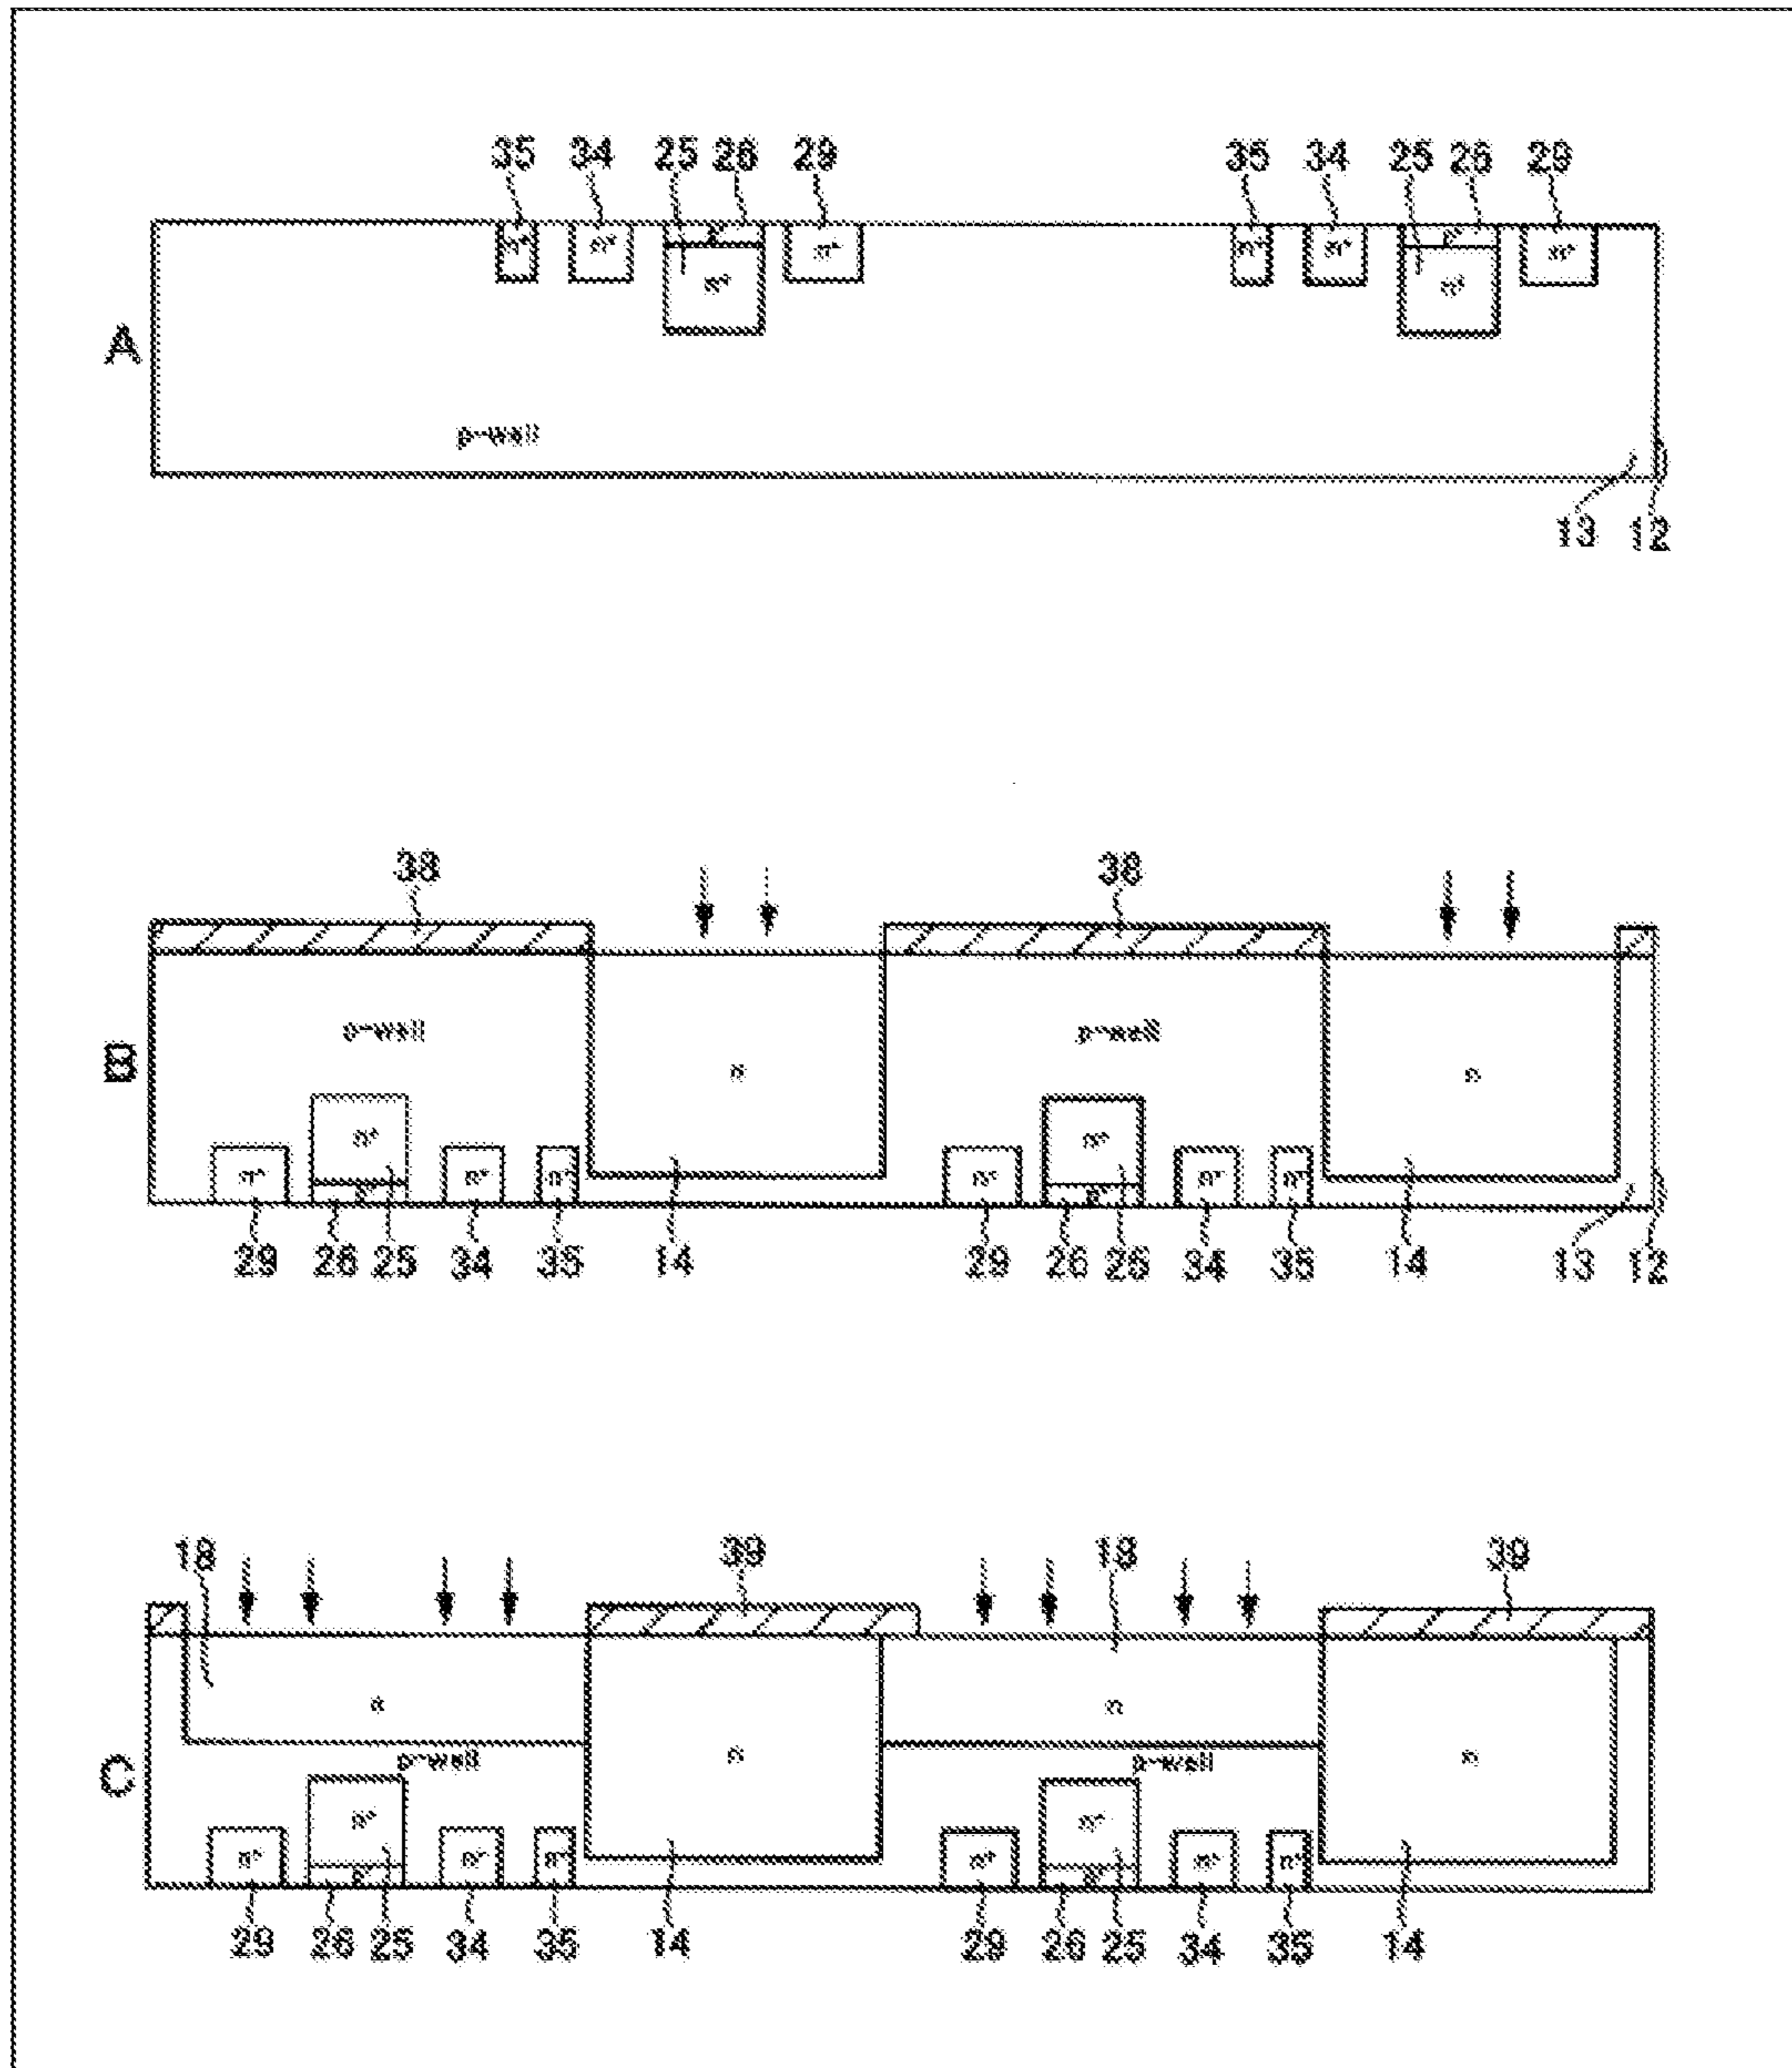 35 34 25 26 29 35 34 25 26 29
n+ n+ n+ n+ n+ n+ n+ n+
A
p-well
13 12
38 38
p-well p-well
B
n n
n+ n+ n+ n+ n+ n+ n+ n+
29 26 25 34 35 14 29 26 25 34 35 14 13 12
18 39 18 39
n n
p-well p-well
n n
C
n+ n+ n+ n+ n+ n+ n+ n+
29 26 25 34 35 14 29 26 25 34 35 14